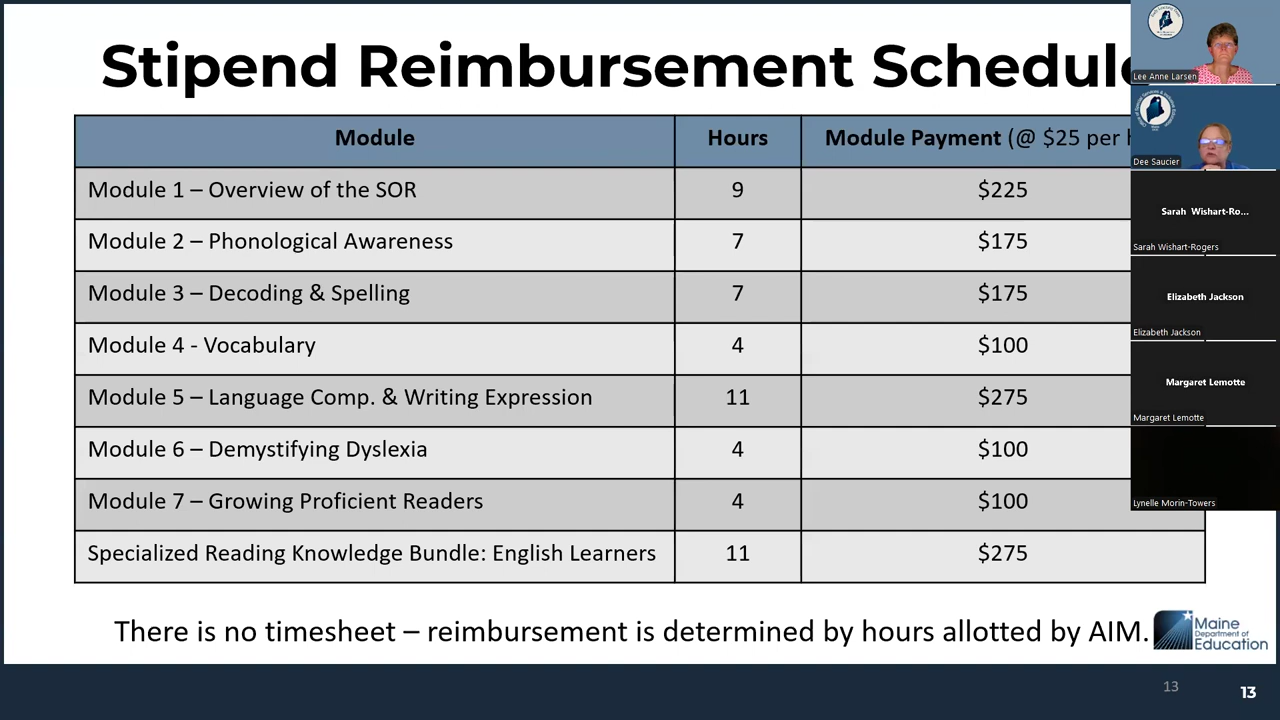 Stipend Reimbursement Schedule
Module Hours Module Payment (@ $25 per
Module 1 – Overview of the SOR 9 $225
Module 2 – Phonological Awareness 7 $175
Module 3 – Decoding & Spelling 7 $175
Module 4 - Vocabulary 4 $100
Module 5 – Language Comp. & Writing Expression 11 $275
Module 6 – Demystifying Dyslexia 4 $100
Module 7 – Growing Proficient Readers 4 $100
Specialized Reading Knowledge Bundle: English Learners 11 $275
There is no timesheet – reimbursement is determined by hours allotted by AIM.
Maine
Department of
Education
13
13
Lee Anne Larsen
Dee Saucier
Sarah Wishart-Ro...
Sarah Wishart-Rogers
Elizabeth Jackson
Elizabeth Jackson
Margaret Lemotte
Margaret Lemotte
Lynelle Morin-Towers